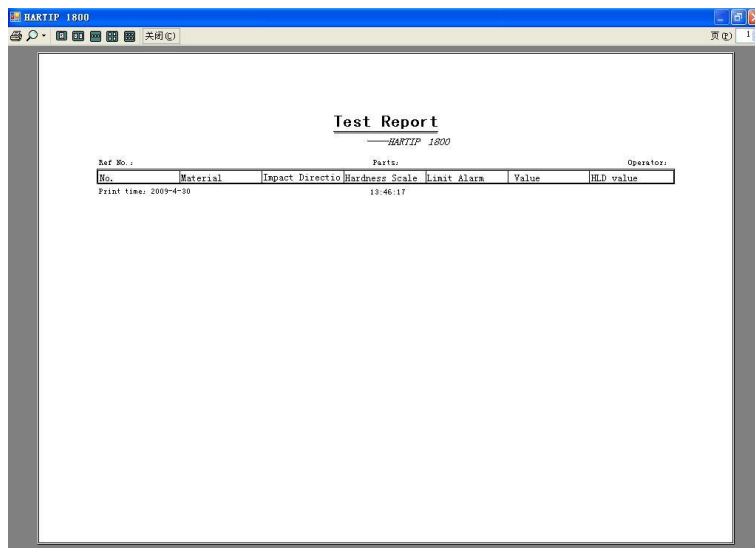 HARTIP 1800
关闭(C)
页(P) 1
Test Report
——HARTIP 1800
Ref No.: Parts: Operator:
No. Material Impact Directio Hardness Scale Limit Alarm Value HLD value
Print time: 2009-4-30 13:46:17